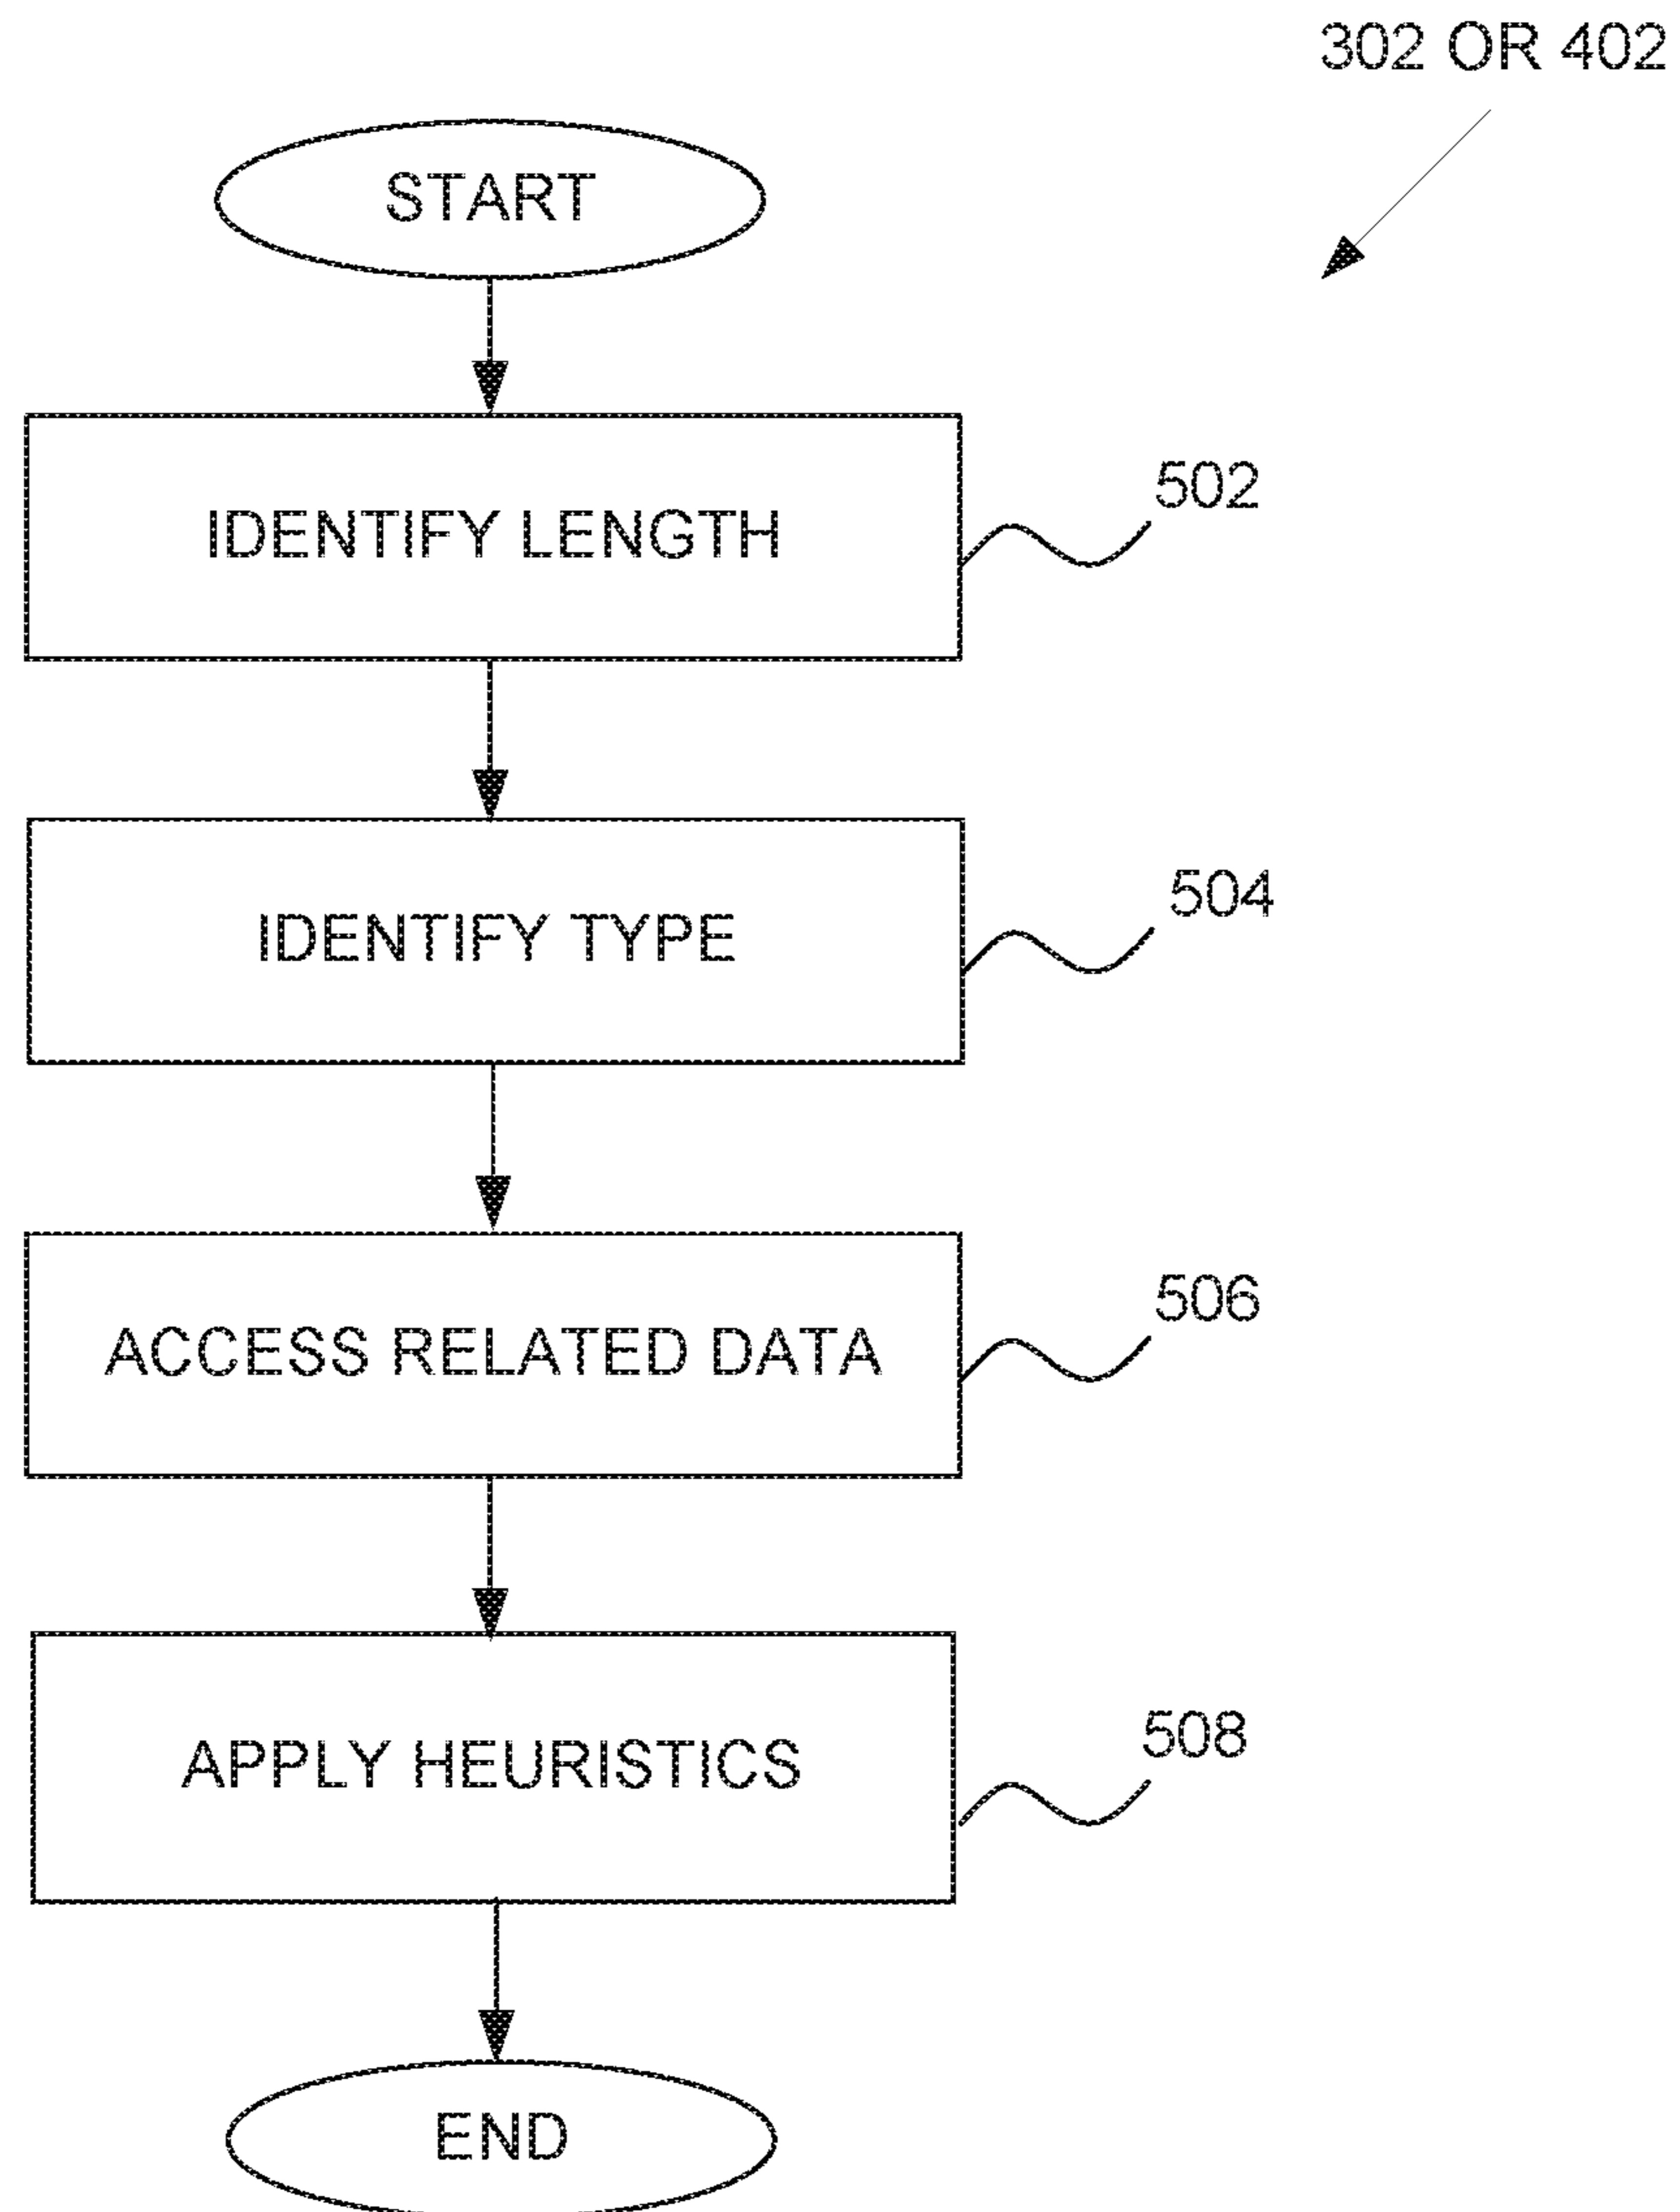 302 OR 402
START
IDENTIFY LENGTH
502
IDENTIFY TYPE
504
ACCESS RELATED DATA
506
APPLY HEURISTICS
508
END